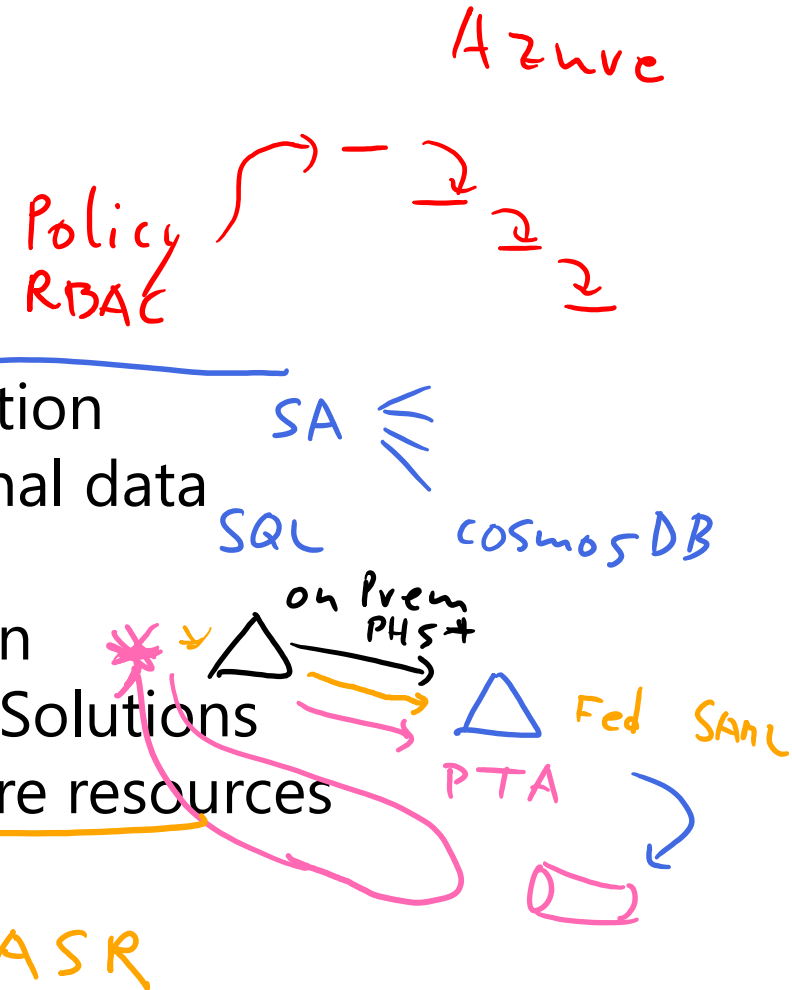 Azure
Policy
RBAC
tion
SA
nal data
SQL
cosmosDB
on Prem
PHS*
n
Solutions
Fed SAML
re resources
PTA
ASR